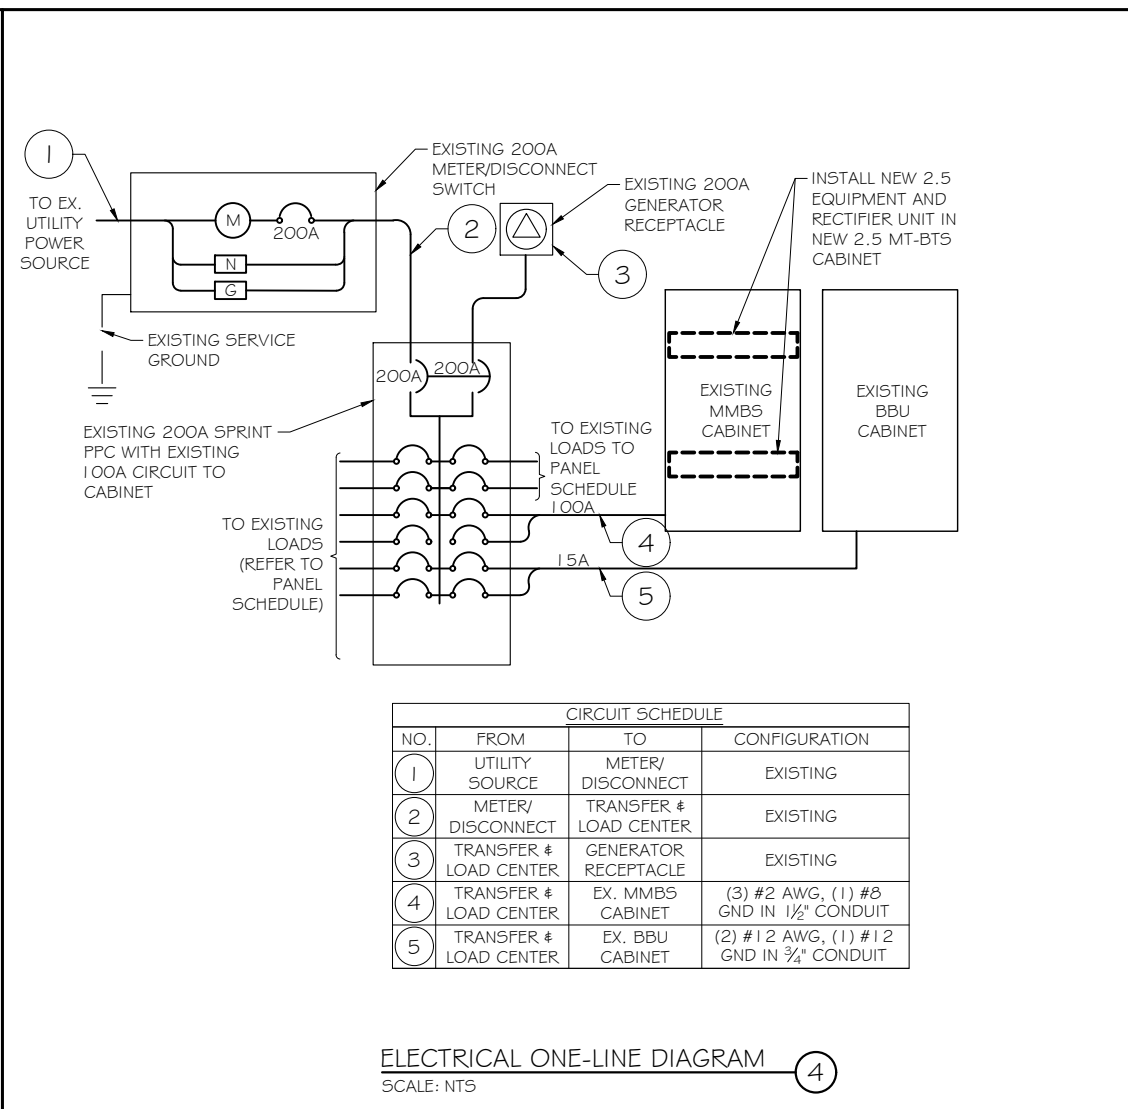 1
TO EX.
UTILITY
POWER
SOURCE
M
200A
N
G
EXISTING 200A
METER/DISCONNECT
SWITCH
2
EXISTING 200A
GENERATOR
RECEPTACLE
3
INSTALL NEW 2.5
EQUIPMENT AND
RECTIFIER UNIT IN
NEW 2.5 MT-BTS
CABINET
EXISTING SERVICE
GROUND
200A
200A
EXISTING 200A SPRINT
PPC WITH EXISTING
100A CIRCUIT TO
CABINET
EXISTING
MMBS
CABINET
EXISTING
BBU
CABINET
TO EXISTING
LOADS TO
PANEL
SCHEDULE
100A
4
15A
5
TO EXISTING
LOADS
(REFER TO
PANEL
SCHEDULE)
CIRCUIT SCHEDULE
NO. FROM TO CONFIGURATION
1 UTILITY SOURCE METER/ DISCONNECT EXISTING
2 METER/ DISCONNECT TRANSFER & LOAD CENTER EXISTING
3 TRANSFER & LOAD CENTER GENERATOR RECEPTACLE EXISTING
4 TRANSFER & LOAD CENTER EX. MMBS CABINET (3) #2 AWG, (1) #8 GND IN 1½" CONDUIT
5 TRANSFER & LOAD CENTER EX. BBU CABINET (2) #12 AWG, (1) #12 GND IN ¾" CONDUIT
ELECTRICAL ONE-LINE DIAGRAM 4
SCALE: NTS